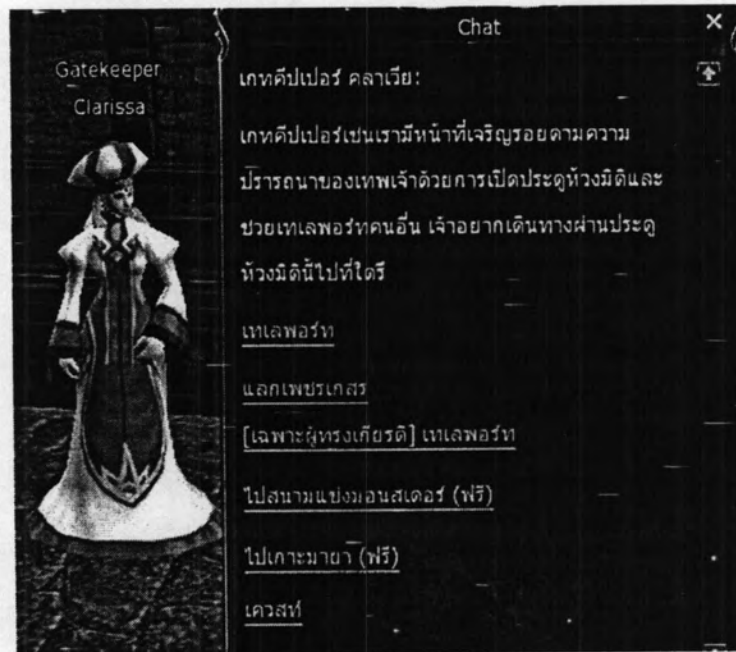 Chat
Gatekeeper
Clarissa
เกทคีปเปอร์ คลาเวีย:
เกทคีปเปอร์เช่นเรามีหน้าที่เจริญรอยตามความ
ปรารถนาของเทพเจ้าด้วยการเปิดประตูห้วงมิติและ
ช่วยเทเลพอร์ทคนอื่น เจ้าอยากเดินทางผ่านประตู
ห้วงมิตินี้ไปที่ใดรึ
เทเลพอร์ท
แลกเพชรเกสร
[เฉพาะผู้ทรงเกียรติ] เทเลพอร์ท
ไปสนามแข่งมอนสเตอร์ (ฟรี)
ไปเกาะมายา (ฟรี)
เควสท์